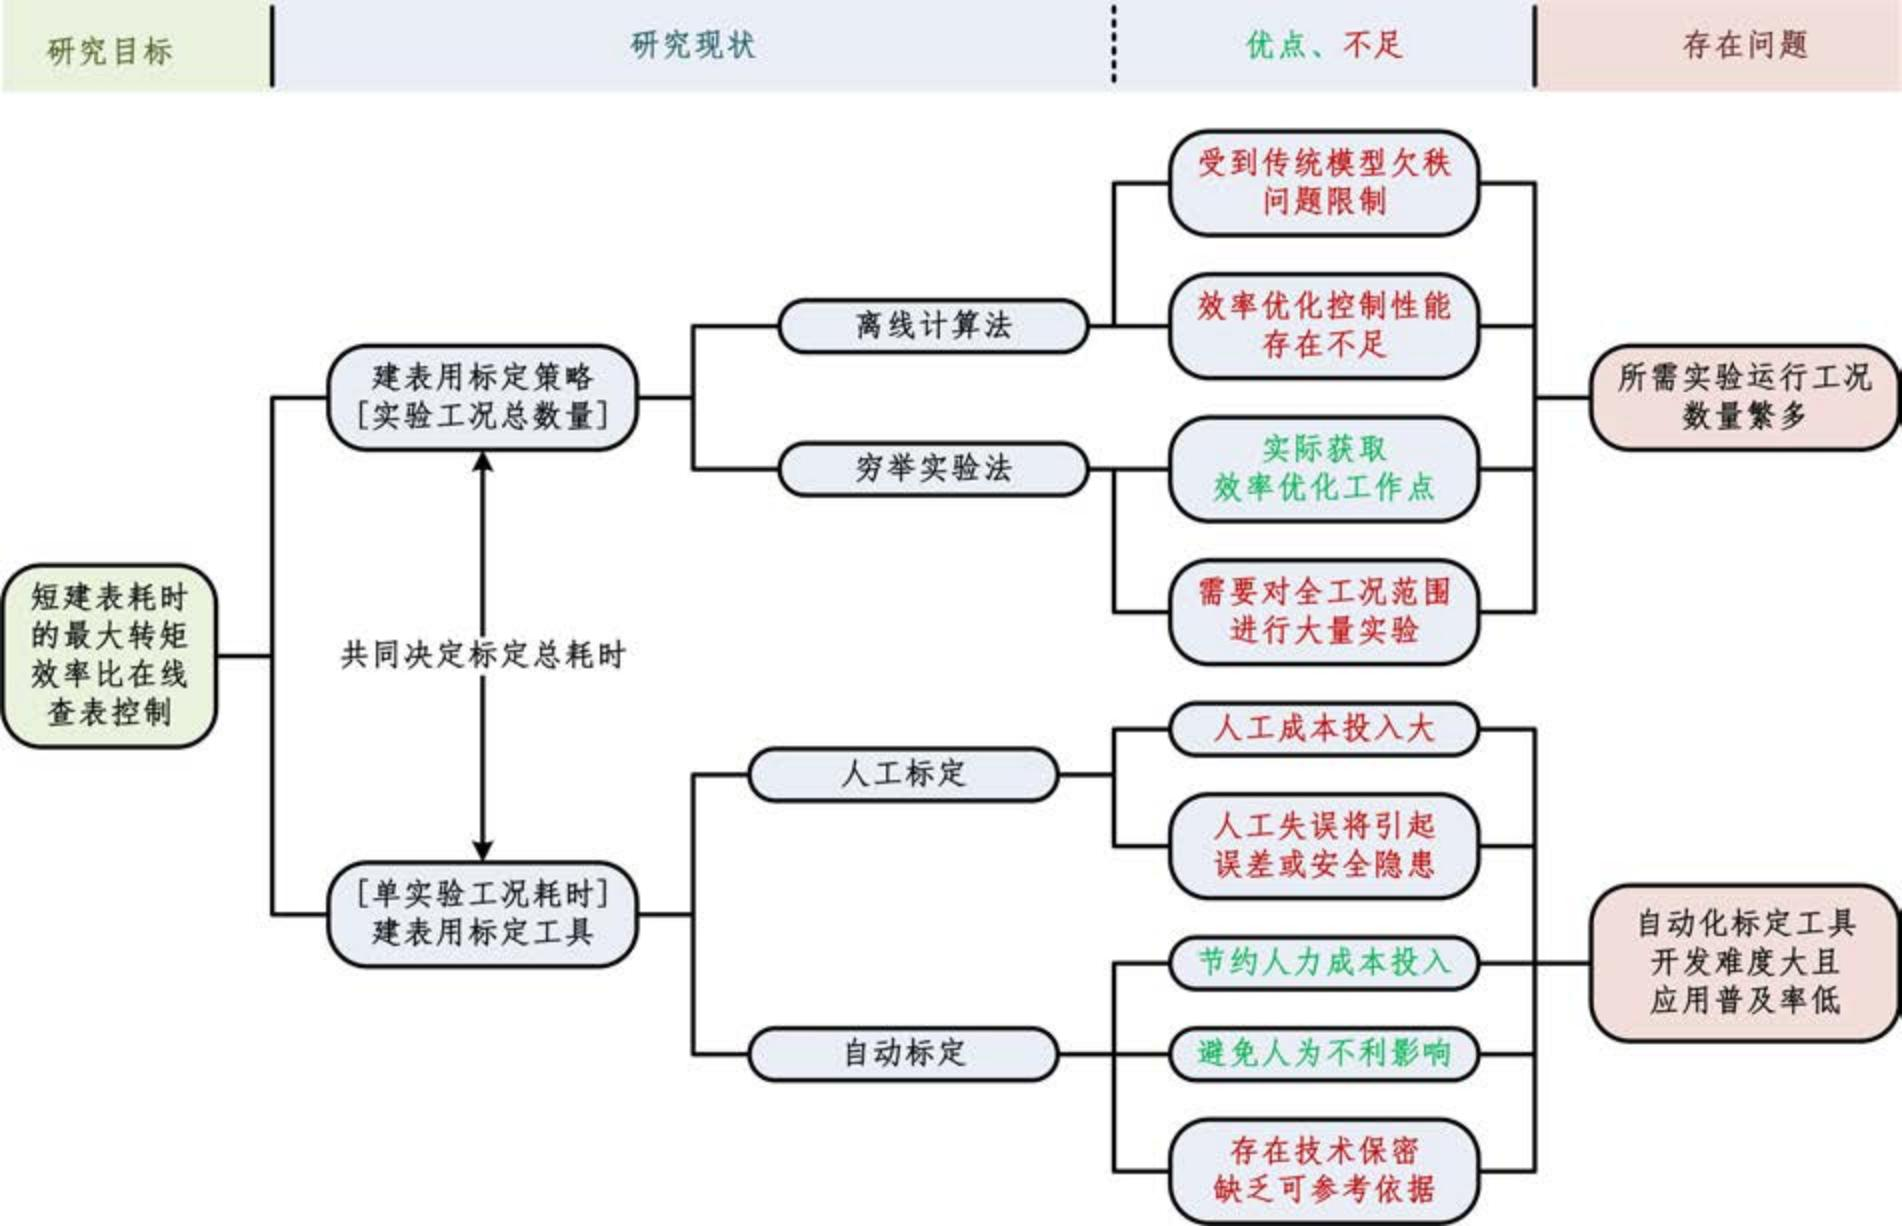 研究目标
研究现状
优点、不足
存在问题
短建表耗时
的最大转矩
效率比在线
查表控制
建表用标定策略
[实验工况总数量]
共同决定标定总耗时
[单实验工况耗时]
建表用标定工具
离线计算法
穷举实验法
人工标定
自动标定
受到传统模型欠秩
问题限制
效率优化控制性能
存在不足
实际获取
效率优化工作点
需要对全工况范围
进行大量实验
人工成本投入大
人工失误将引起
误差或安全隐患
节约人力成本投入
避免人为不利影响
存在技术保密
缺乏可参考依据
所需实验运行工况
数量繁多
自动化标定工具
开发难度大且
应用普及率低